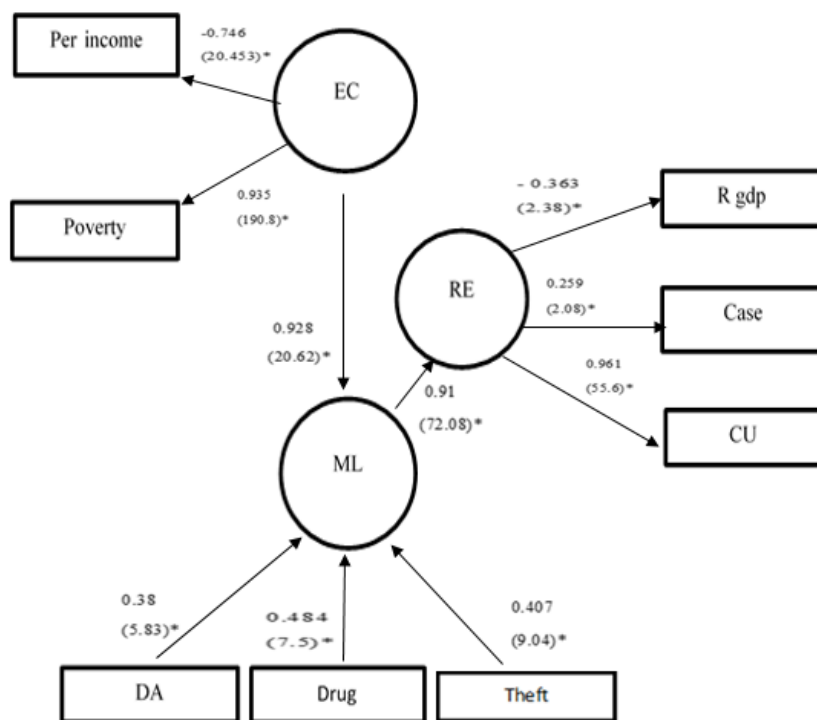 Per income
-0.746
(20.453)*
EC
Poverty
0.935
(190.8)*
R gdp
- 0.363
(2.38)*
RE
0.259
(2.08)*
Case
0.928
(20.62)*
0.961
(55.6)*
0.91
(72.08)*
CU
ML
0.38
(5.83)*
0.484
(7.5)*
0.407
(9.04)*
DA
Drug
Theft